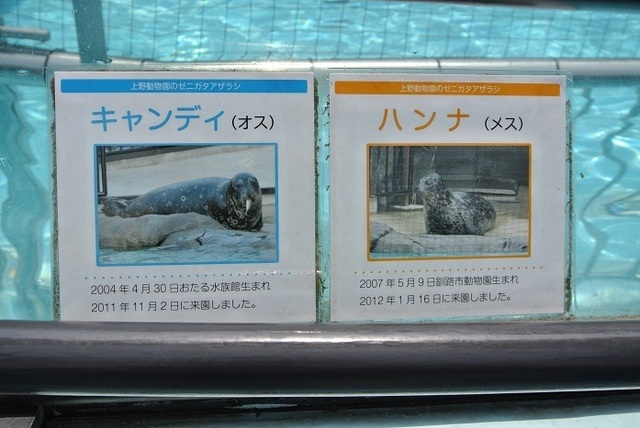 上野動物園のゼニガタアザラシ
キャンディ(オス)
2004年4月30日おたる水族館生まれ
2011年11月2日に来園しました。
上野動物園のゼニガタアザラシ
ハンナ(メス)
2007年5月9日釧路市動物園生まれ
2012年1月16日に来園しました。